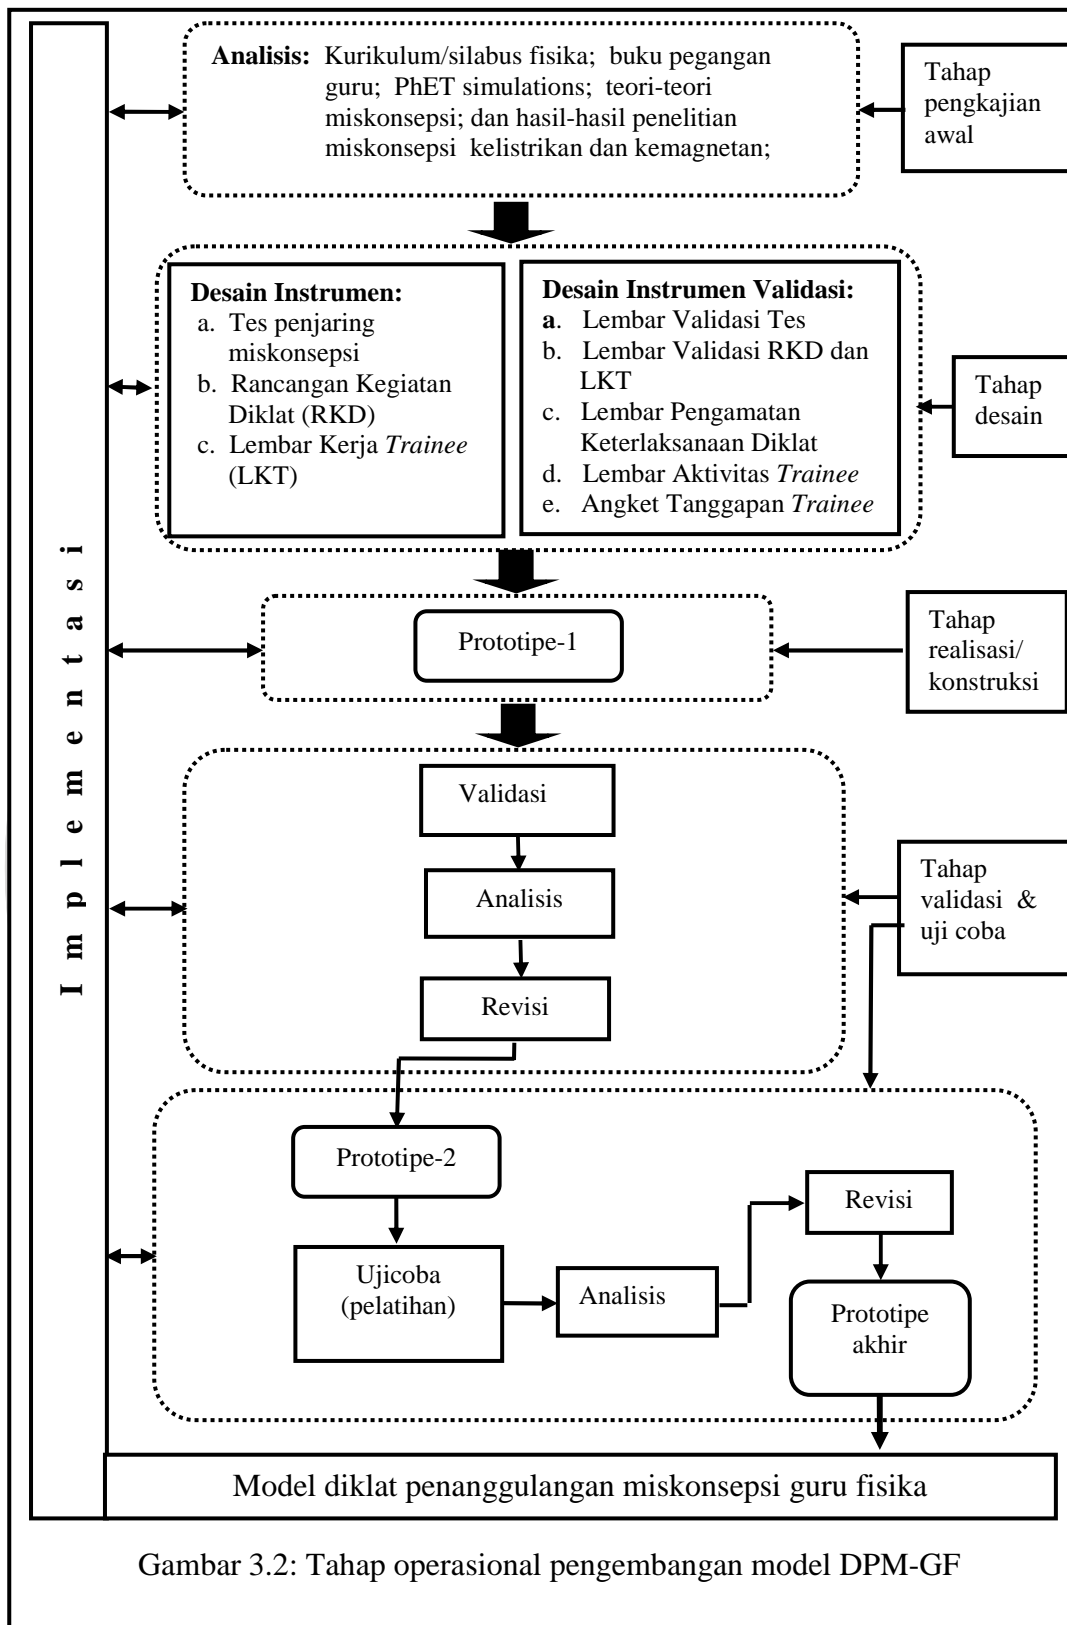 Analisis: Kurikulum/silabus fisika; buku pegangan
guru; PhET simulations; teori-teori
miskonsepsi; dan hasil-hasil penelitian
miskonsepsi kelistrikan dan kemagnetan;
Tahap
pengkajian
awal
Desain Instrumen:
a. Tes penjaring
miskonsepsi
b. Rancangan Kegiatan
Diklat (RKD)
c. Lembar Kerja Trainee
(LKT)
Desain Instrumen Validasi:
a. Lembar Validasi Tes
b. Lembar Validasi RKD dan
LKT
c. Lembar Pengamatan
Keterlaksanaan Diklat
d. Lembar Aktivitas Trainee
e. Angket Tanggapan Trainee
Tahap
desain
Implementasi
Prototipe-1
Tahap
realisasi/
konstruksi
Validasi
Analisis
Revisi
Tahap
validasi &
uji coba
Prototipe-2
Ujicoba
(pelatihan)
Analisis
Revisi
Prototipe
akhir
Model diklat penanggulangan miskonsepsi guru fisika
Gambar 3.2: Tahap operasional pengembangan model DPM-GF